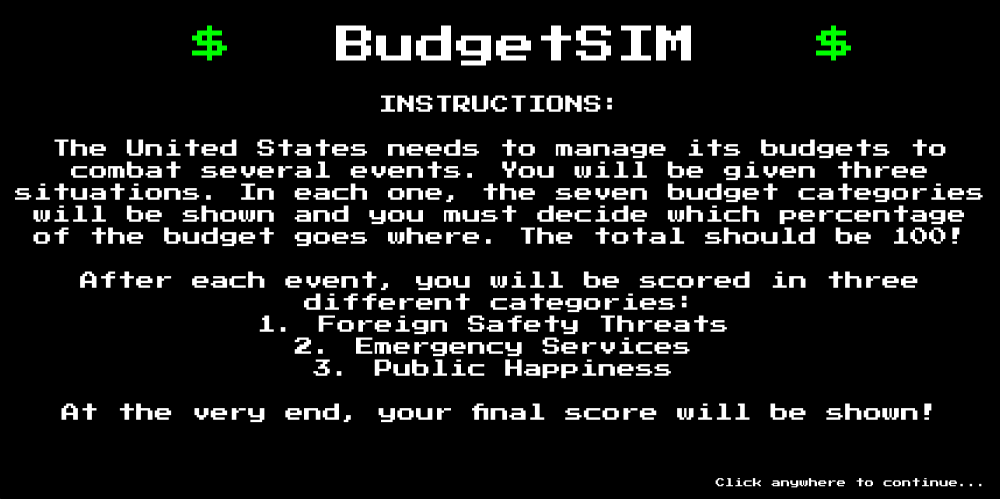 $ BudgetSIM $
INSTRUCTIONS:
The United States needs to manage its budgets to
combat several events. You will be given three
situations. In each one, the seven budget categories
will be shown and you must decide which percentage
of the budget goes where. The total should be 100!
After each event, you will be scored in three
different categories:
1. Foreign Safety Threats
2. Emergency Services
3. Public Happiness
At the very end, your final score will be shown!
Click anywhere to continue...